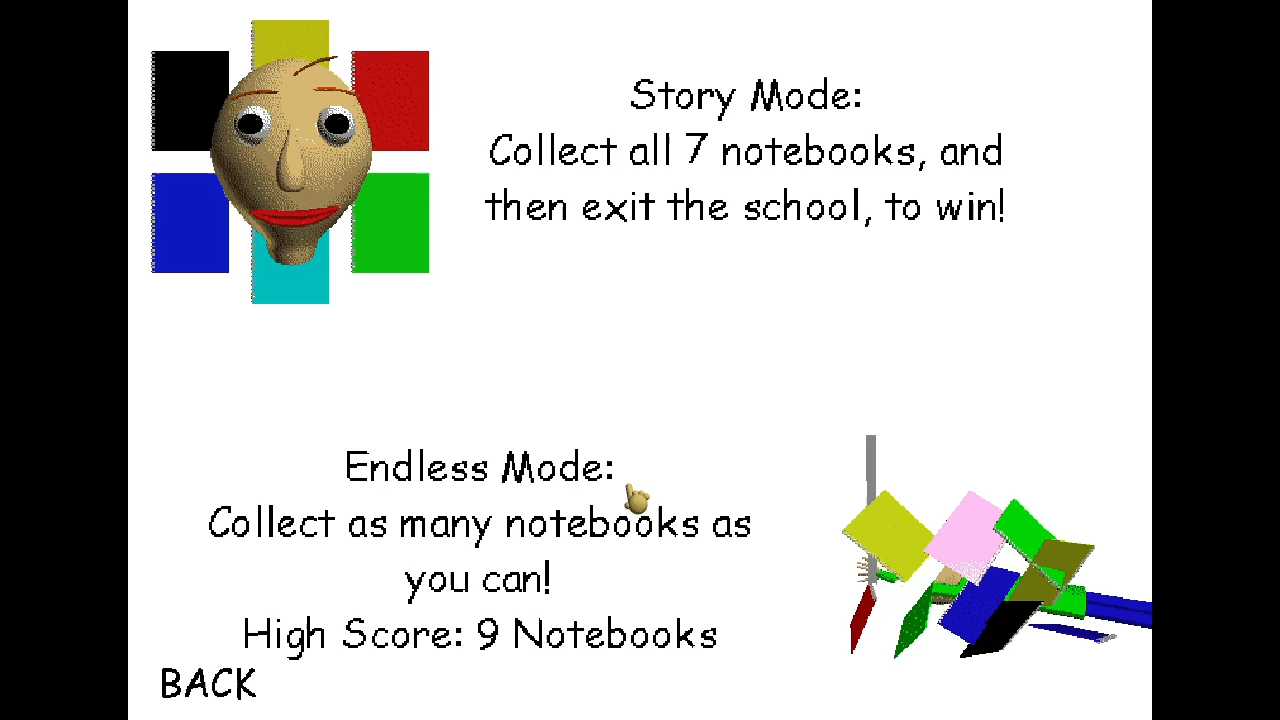 Story Mode:
Collect all 7 notebooks, and
then exit the school, to win!
Endless Mode:
Collect as many notebooks as
you can!
High Score: 9 Notebooks
BACK